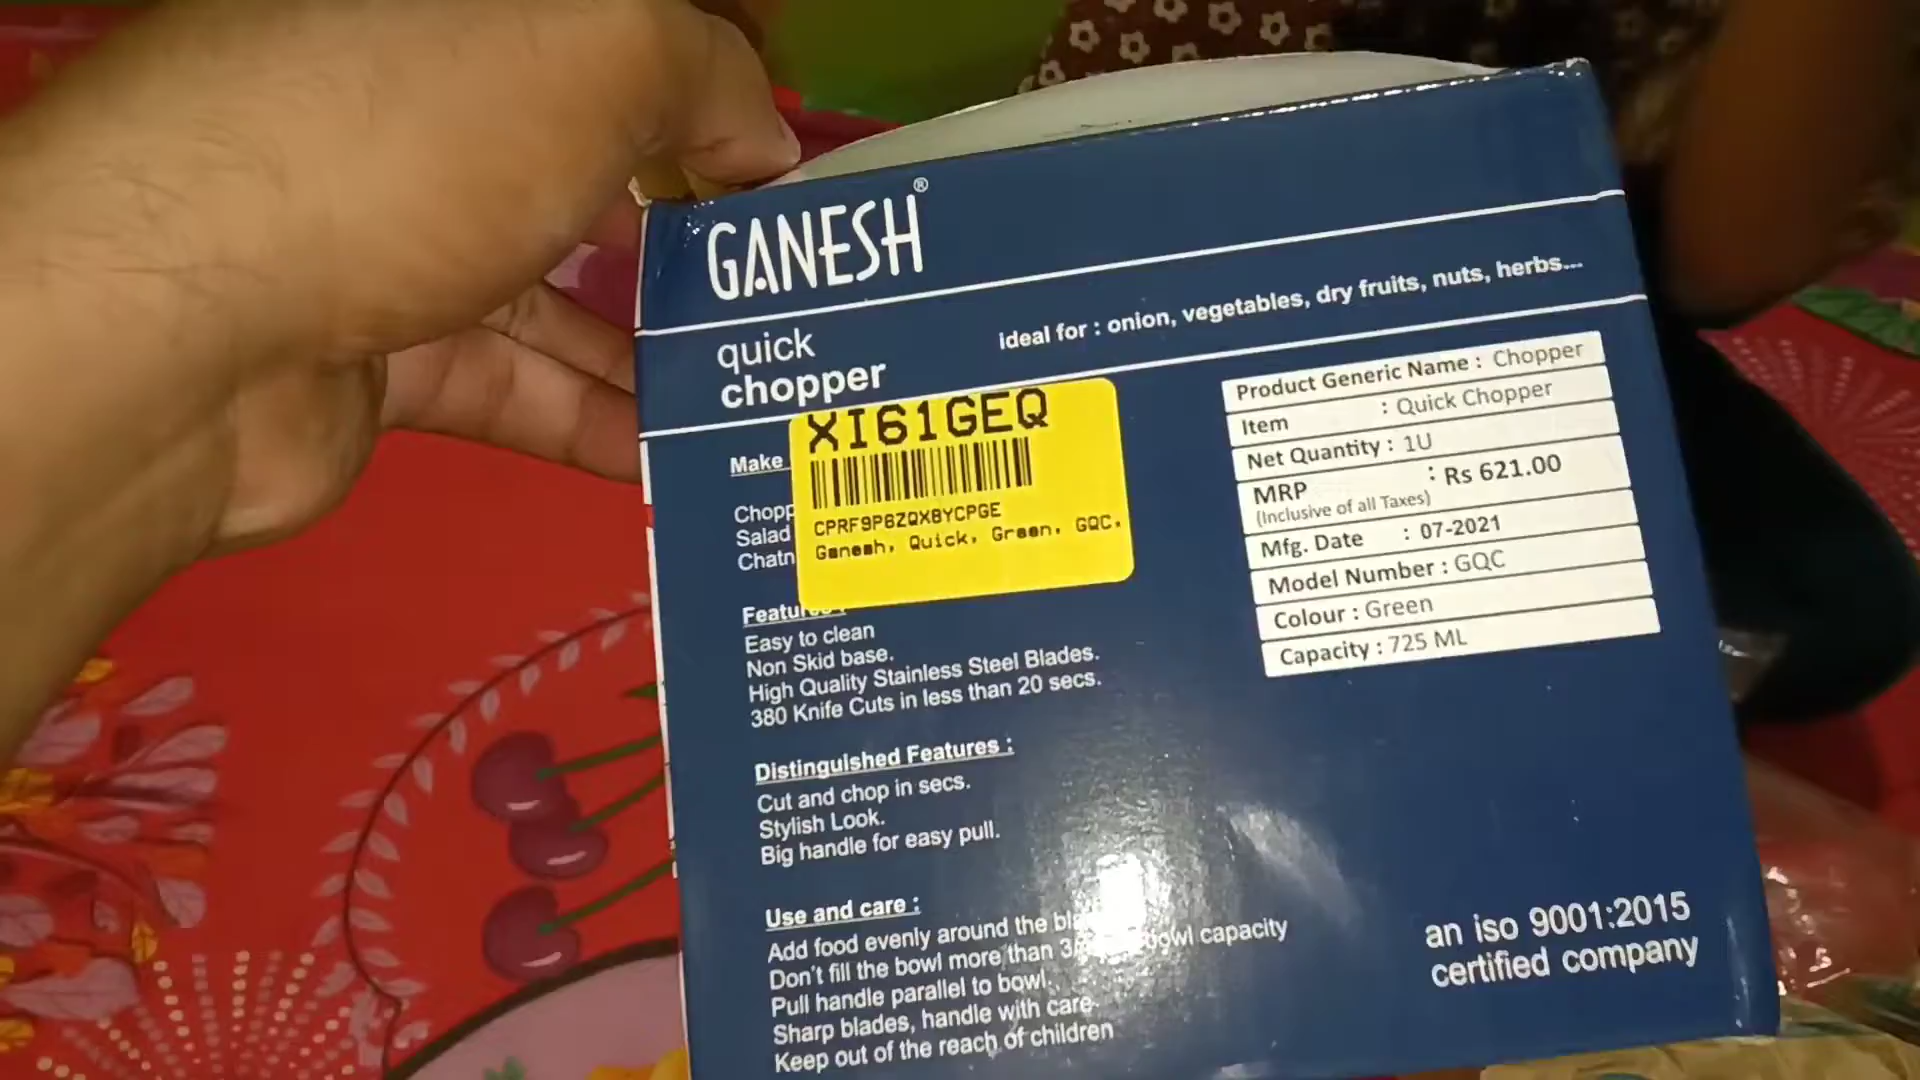 GANESH®
quick
chopper
ideal for : onion, vegetables, dry fruits, nuts, herbs...
XI61GEQ
CPRF9P8ZQX8YCPGE
Ganesh, Quick, Green, GQC,
Make
Chopp
Salad
Chatn
Features :
Easy to clean
Non Skid base.
High Quality Stainless Steel Blades.
380 Knife Cuts in less than 20 secs.
Distinguished Features :
Cut and chop in secs.
Stylish Look.
Big handle for easy pull.
Use and care :
Add food evenly around the
Don't fill the bowl more than bowl capacity
Pull handle parallel to bowl.
Sharp blades, handle with care
Keep out of the reach of children
Product Generic Name : Chopper
Item : Quick Chopper
Net Quantity : 1U
MRP : Rs 621.00
(Inclusive of all Taxes)
Mfg. Date : 07-2021
Model Number : GQC
Colour : Green
Capacity : 725 ML
an iso 9001:2015
certified company